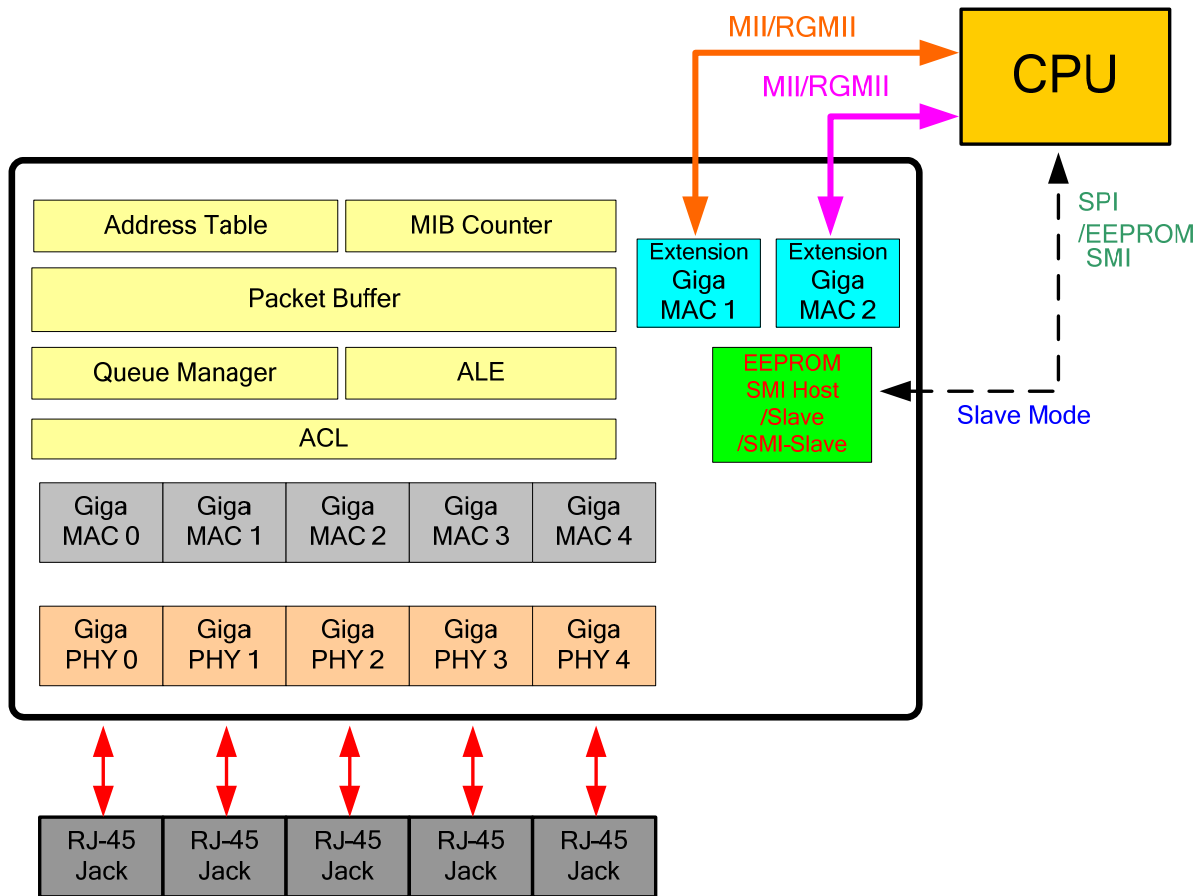 MII/RGMII
CPU
MII/RGMII
SPI
/EEPROM
SMI
Address Table
MIB Counter
Extension
Giga
MAC 1
Extension
Giga
MAC 2
Packet Buffer
Queue Manager
ALE
EEPROM
SMI Host
/Slave
/SMI-Slave
Slave Mode
ACL
Giga
MAC 0
Giga
MAC 1
Giga
MAC 2
Giga
MAC 3
Giga
MAC 4
Giga
PHY 0
Giga
PHY 1
Giga
PHY 2
Giga
PHY 3
Giga
PHY 4
RJ-45
Jack
RJ-45
Jack
RJ-45
Jack
RJ-45
Jack
RJ-45
Jack